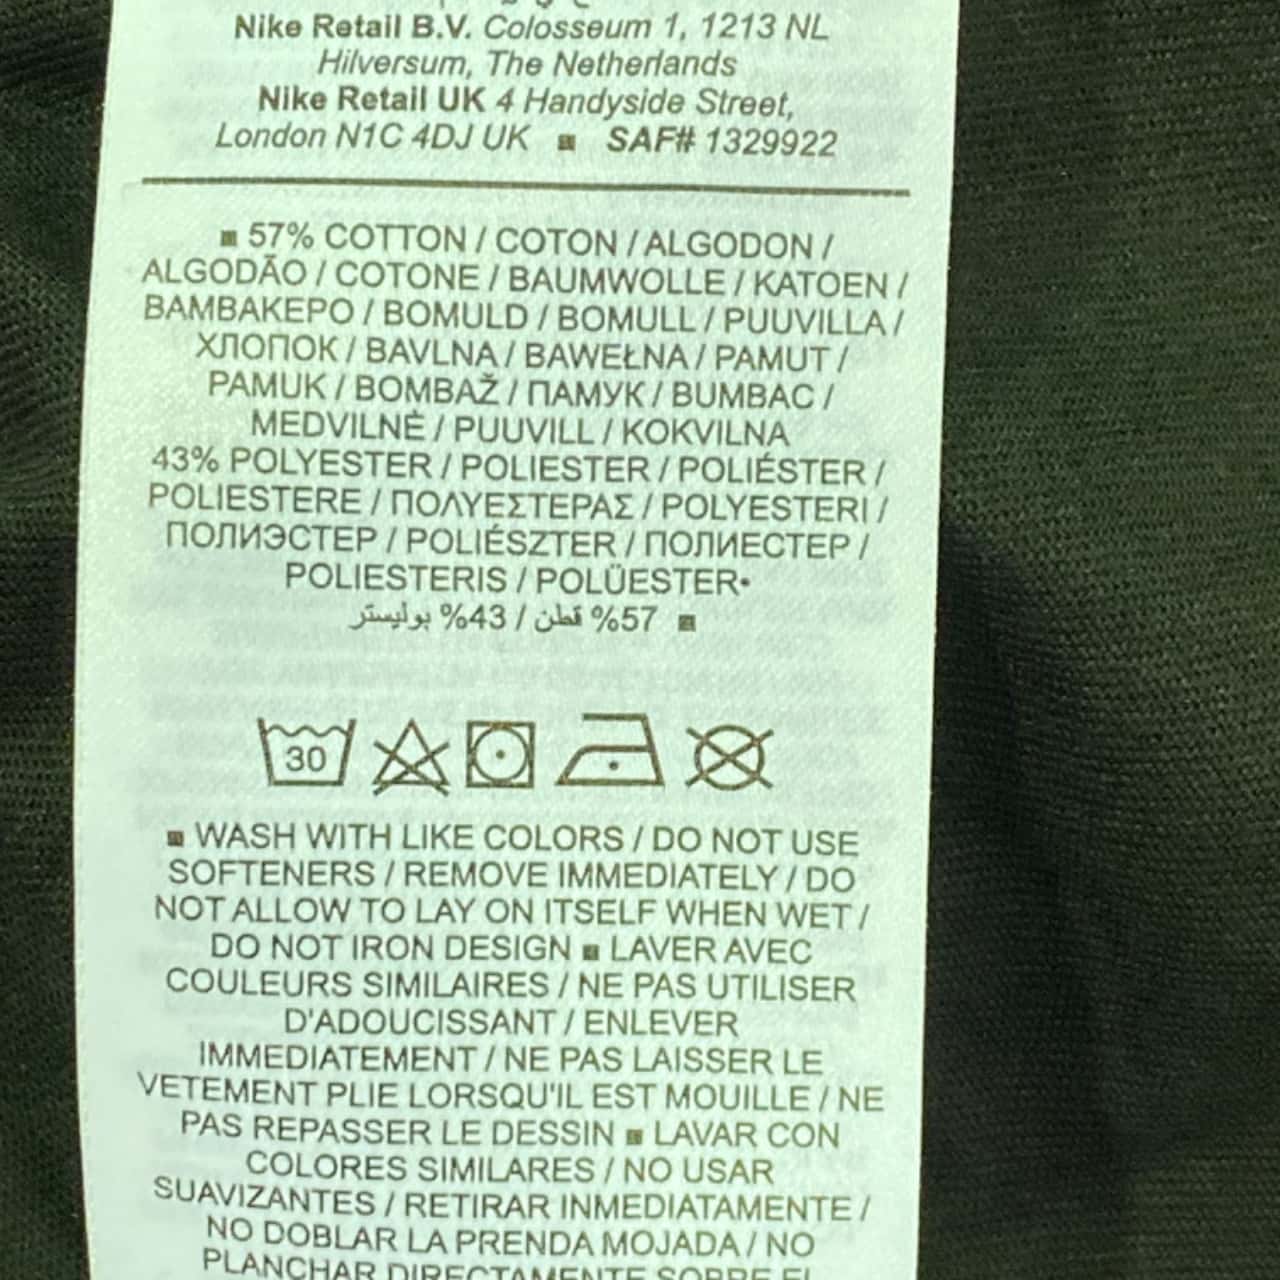 Nike Retail B.V. Colosseum 1, 1213 NL
Hilversum, The Netherlands
Nike Retail UK 4 Handyside Street,
London N1C 4DJ UK ■ SAF# 1329922
■ 57% COTTON / COTON / ALGODON /
ALGODÃO / COTONE / BAUMWOLLE / KATOEN /
BAMBAKEPO / BOMULD / BOMULL / PUUVILLA /
ХЛОПОК / BAVLNA / BAWEŁNA / PAMUT /
PAMUK / BOMBAŽ / ПАМУК / BUMBAC /
MEDVILNĖ / PUUVILL / KOKVILNA
43% POLYESTER / POLIESTER / POLIÉSTER /
POLIESTERE / ΠΟΛΥΕΣΤΕΡΑΣ / POLYESTERI /
ПОЛИЭСТЕР / POLIÉSZTER / ПОЛИЕСТЕР /
POLIESTERIS / POLÜESTER•
■ 57% قطن / 43% بوليستر
30
■ WASH WITH LIKE COLORS / DO NOT USE
SOFTENERS / REMOVE IMMEDIATELY / DO
NOT ALLOW TO LAY ON ITSELF WHEN WET /
DO NOT IRON DESIGN ■ LAVER AVEC
COULEURS SIMILAIRES / NE PAS UTILISER
D'ADOUCISSANT / ENLEVER
IMMEDIATEMENT / NE PAS LAISSER LE
VETEMENT PLIE LORSQU'IL EST MOUILLE / NE
PAS REPASSER LE DESSIN ■ LAVAR CON
COLORES SIMILARES / NO USAR
SUAVIZANTES / RETIRAR INMEDIATAMENTE /
NO DOBLAR LA PRENDA MOJADA / NO
PLANCHAR DIRECTAMENTE SOBRE EL